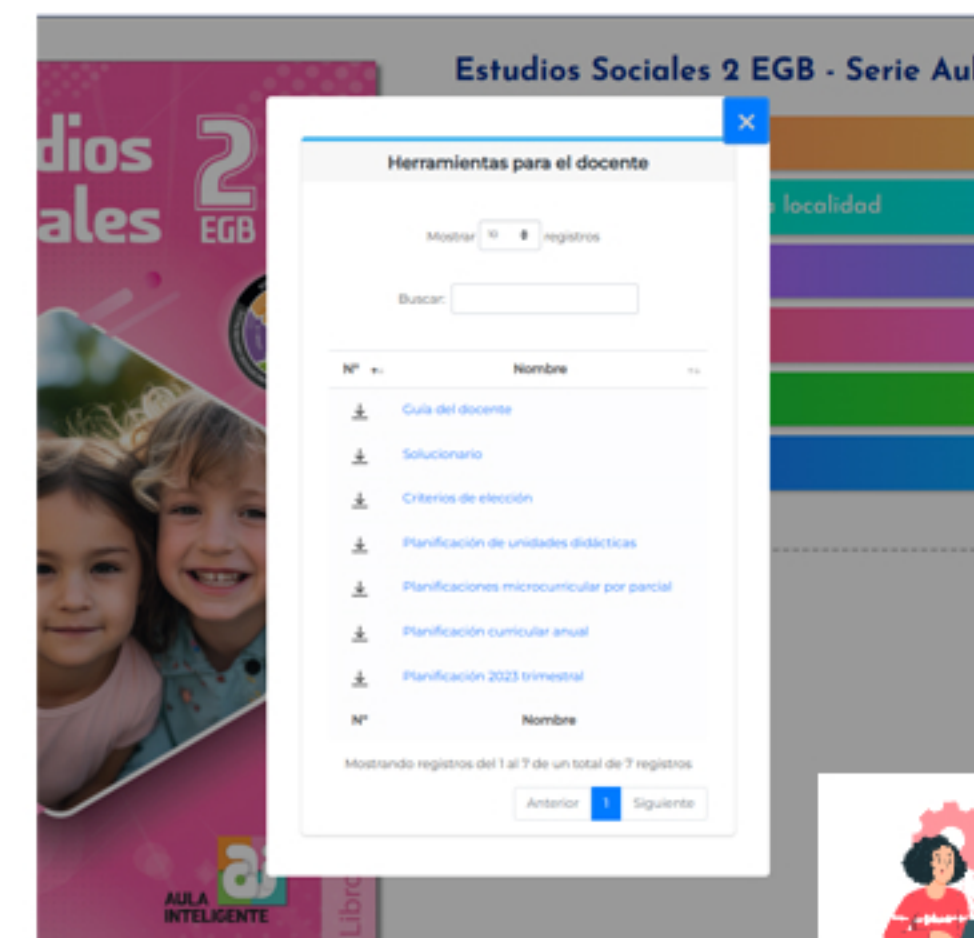 Estudios Sociales 2 EGB - Serie Aul
dios 2
ales EGB
×
Herramientas para el docente
localidad
Mostrar 10 registros
Buscar:
Nº Nombre
Guía del docente
Solucionario
Criterios de elección
Planificación de unidades didácticas
Planificaciones microcurricular por parcial
Planificación curricular anual
Planificación 2023 trimestral
Nº Nombre
Mostrando registros del 1 al 7 de un total de 7 registros
Anterior 1 Siguiente
ai
AULA
INTELIGENTE
Libro